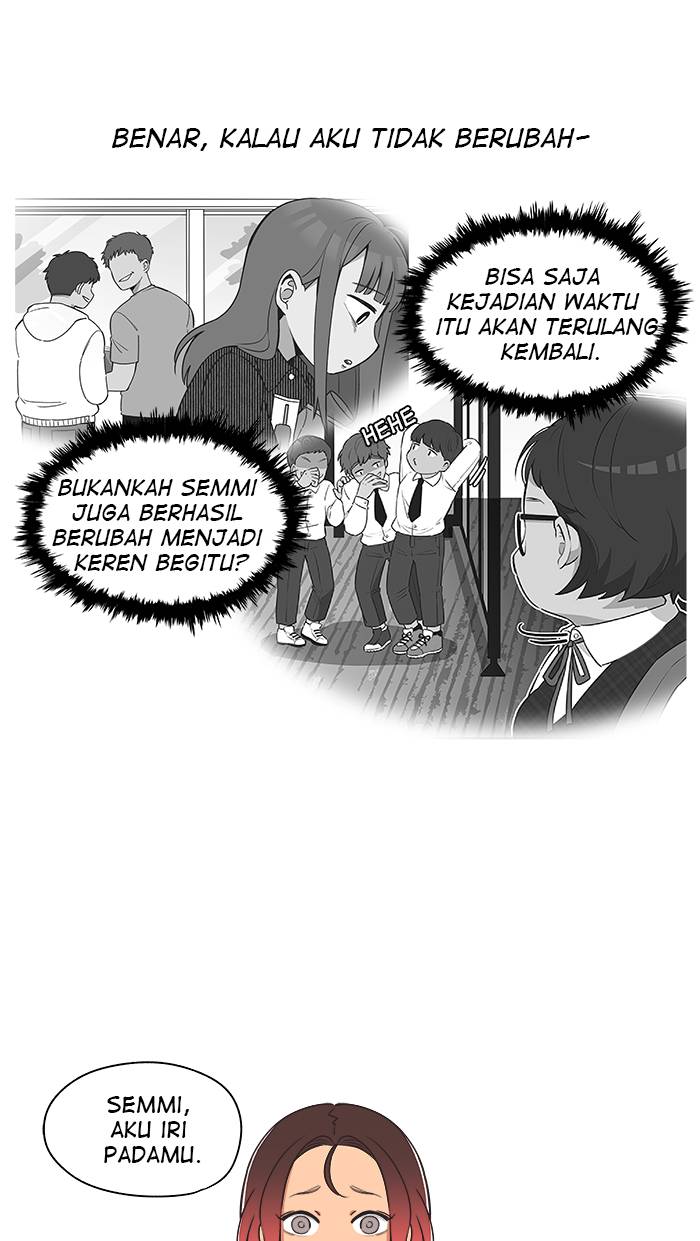 BENAR, KALAU AKU TIDAK BERUBAH-
BISA SAJA
KEJADIAN WAKTU
ITU AKAN TERULANG
KEMBALI.
HEHE
BUKANKAH SEMMI
JUGA BERHASIL
BERUBAH MENJADI
KEREN BEGITU?
SEMMI,
AKU IRI
PADAMU.